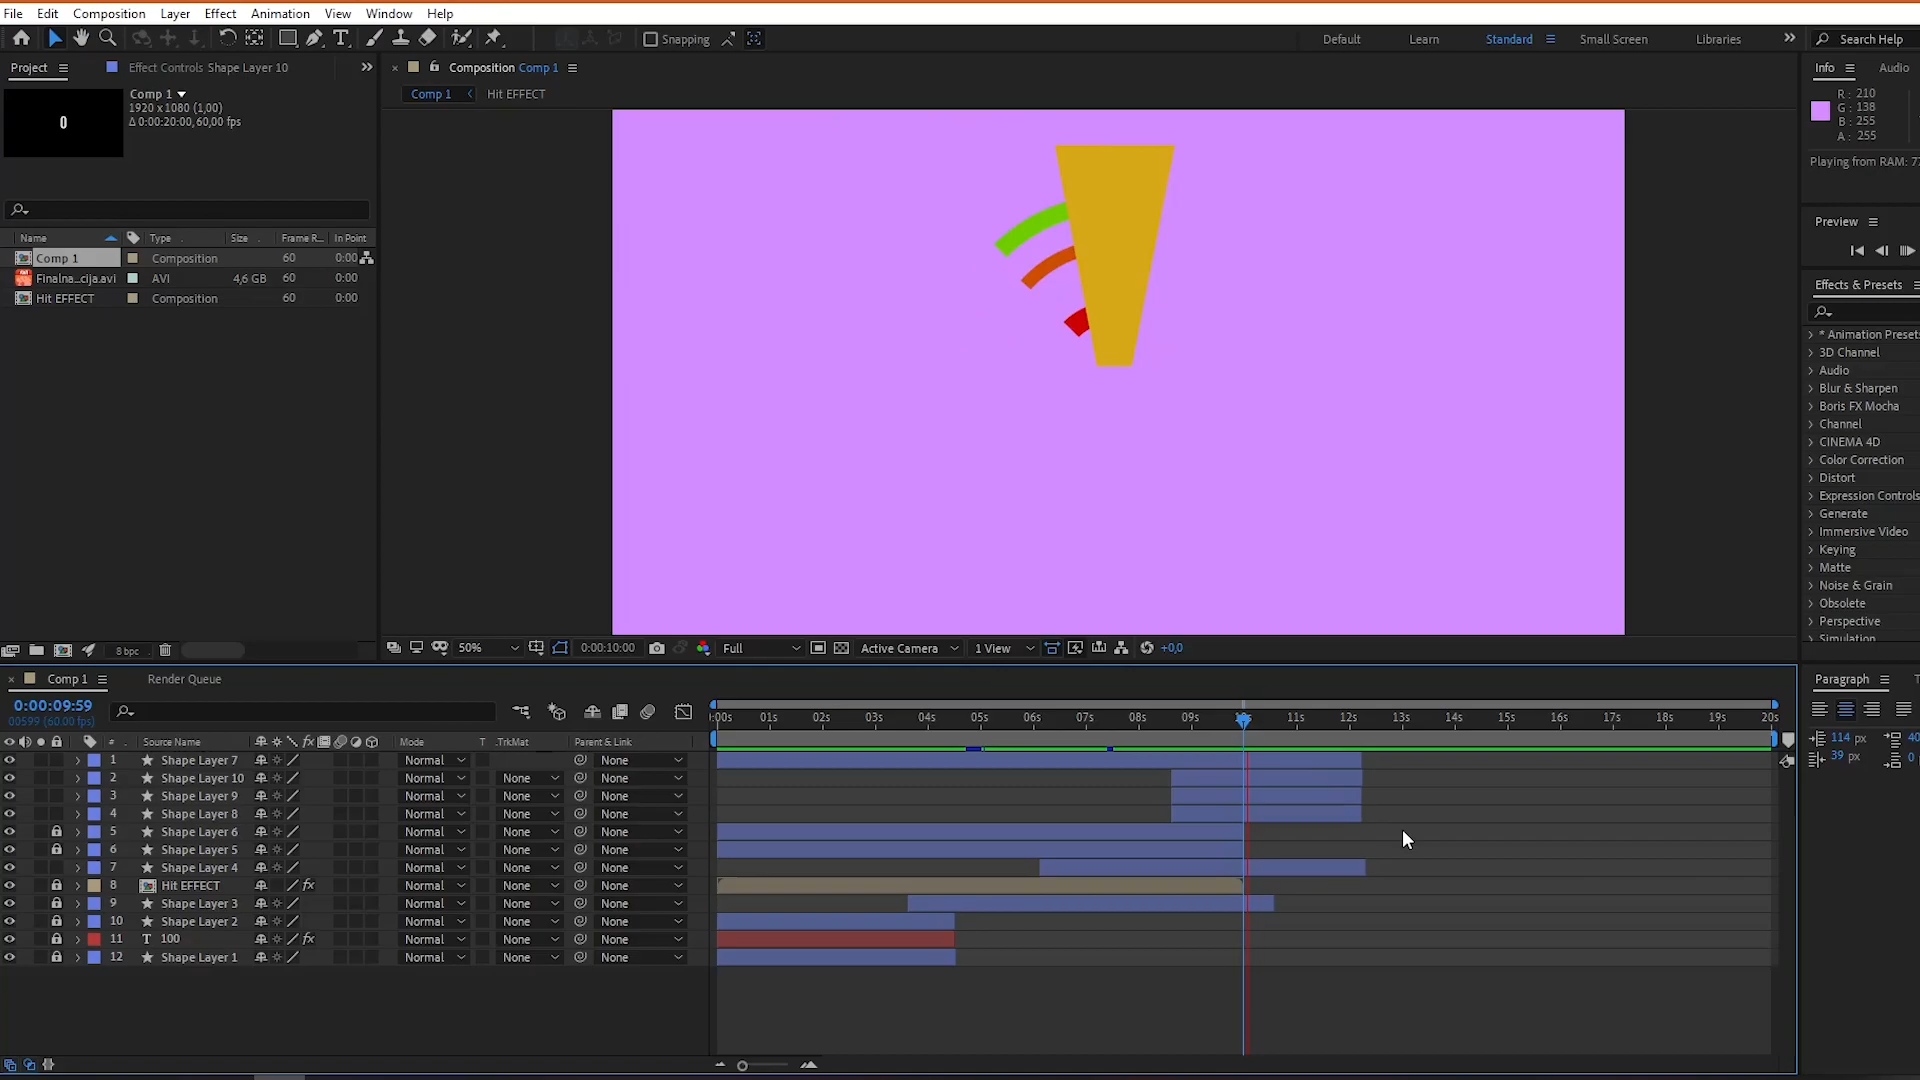 File Edit Composition Layer Effect Animation View Window Help
Snapping
Default Learn Standard Small Screen Libraries Search Help
Project Effect Controls Shape Layer 10
Composition Comp 1
Info Audio
Comp 1
1920 x 1080 (1,00)
Δ 0:00:20:00, 60,00 fps
0
Comp 1 Hit EFFECT
R : 210
G : 138
B : 255
A : 255
Playing from RAM: 77
Preview
Effects & Presets
Name Type Size Frame R... In Point
Comp 1 Composition 60 0:00
Finalna...cija.avi AVI 4,6 GB 60 0:00
Hit EFFECT Composition 60 0:00
* Animation Presets
3D Channel
Audio
Blur & Sharpen
Boris FX Mocha
Channel
CINEMA 4D
Color Correction
Distort
Expression Controls
Generate
Immersive Video
Keying
Matte
Noise & Grain
Obsolete
Perspective
Simulation
8 bpc
50% 0:00:10:00 Full Active Camera 1 View +0,0
Comp 1 Render Queue
Paragraph
0:00:09:59
00599 (60.00 fps)
:00s 01s 02s 03s 04s 05s 06s 07s 08s 09s 10s 11s 12s 13s 14s 15s 16s 17s 18s 19s 20s
114 px 40
39 px 0
# Source Name fx Mode T .TrkMat Parent & Link
1 Shape Layer 7 Normal None
2 Shape Layer 10 Normal None None
3 Shape Layer 9 Normal None None
4 Shape Layer 8 Normal None None
5 Shape Layer 6 Normal None None
6 Shape Layer 5 Normal None None
7 Shape Layer 4 Normal None None
8 Hit EFFECT fx Normal None None
9 Shape Layer 3 Normal None None
10 Shape Layer 2 Normal None None
11 T 100 fx Normal None None
12 Shape Layer 1 Normal None None